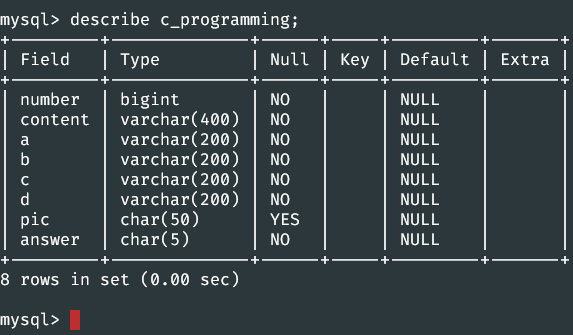 mysql> describe c_programming;
+----------+--------------+------+-----+---------+-------+
| Field | Type | Null | Key | Default | Extra |
+----------+--------------+------+-----+---------+-------+
| number | bigint | NO | | NULL | |
| content | varchar(400) | NO | | NULL | |
| a | varchar(200) | NO | | NULL | |
| b | varchar(200) | NO | | NULL | |
| c | varchar(200) | NO | | NULL | |
| d | varchar(200) | NO | | NULL | |
| pic | char(50) | YES | | NULL | |
| answer | char(5) | NO | | NULL | |
+----------+--------------+------+-----+---------+-------+
8 rows in set (0.00 sec)
mysql>